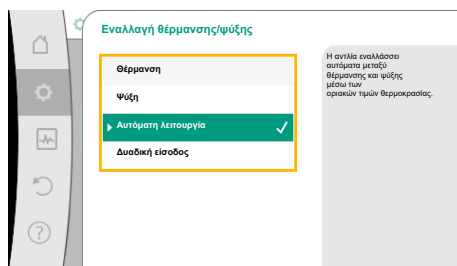 Εναλλαγή θέρμανσης/ψύξης
Θέρμανση
Ψύξη
Αυτόματη λειτουργία
Δυαδική είσοδος
Η αντλία εναλλάσσει
αυτόματα μεταξύ
θέρμανσης και ψύξης
μέσω των
οριακών τιμών θερμοκρασίας.